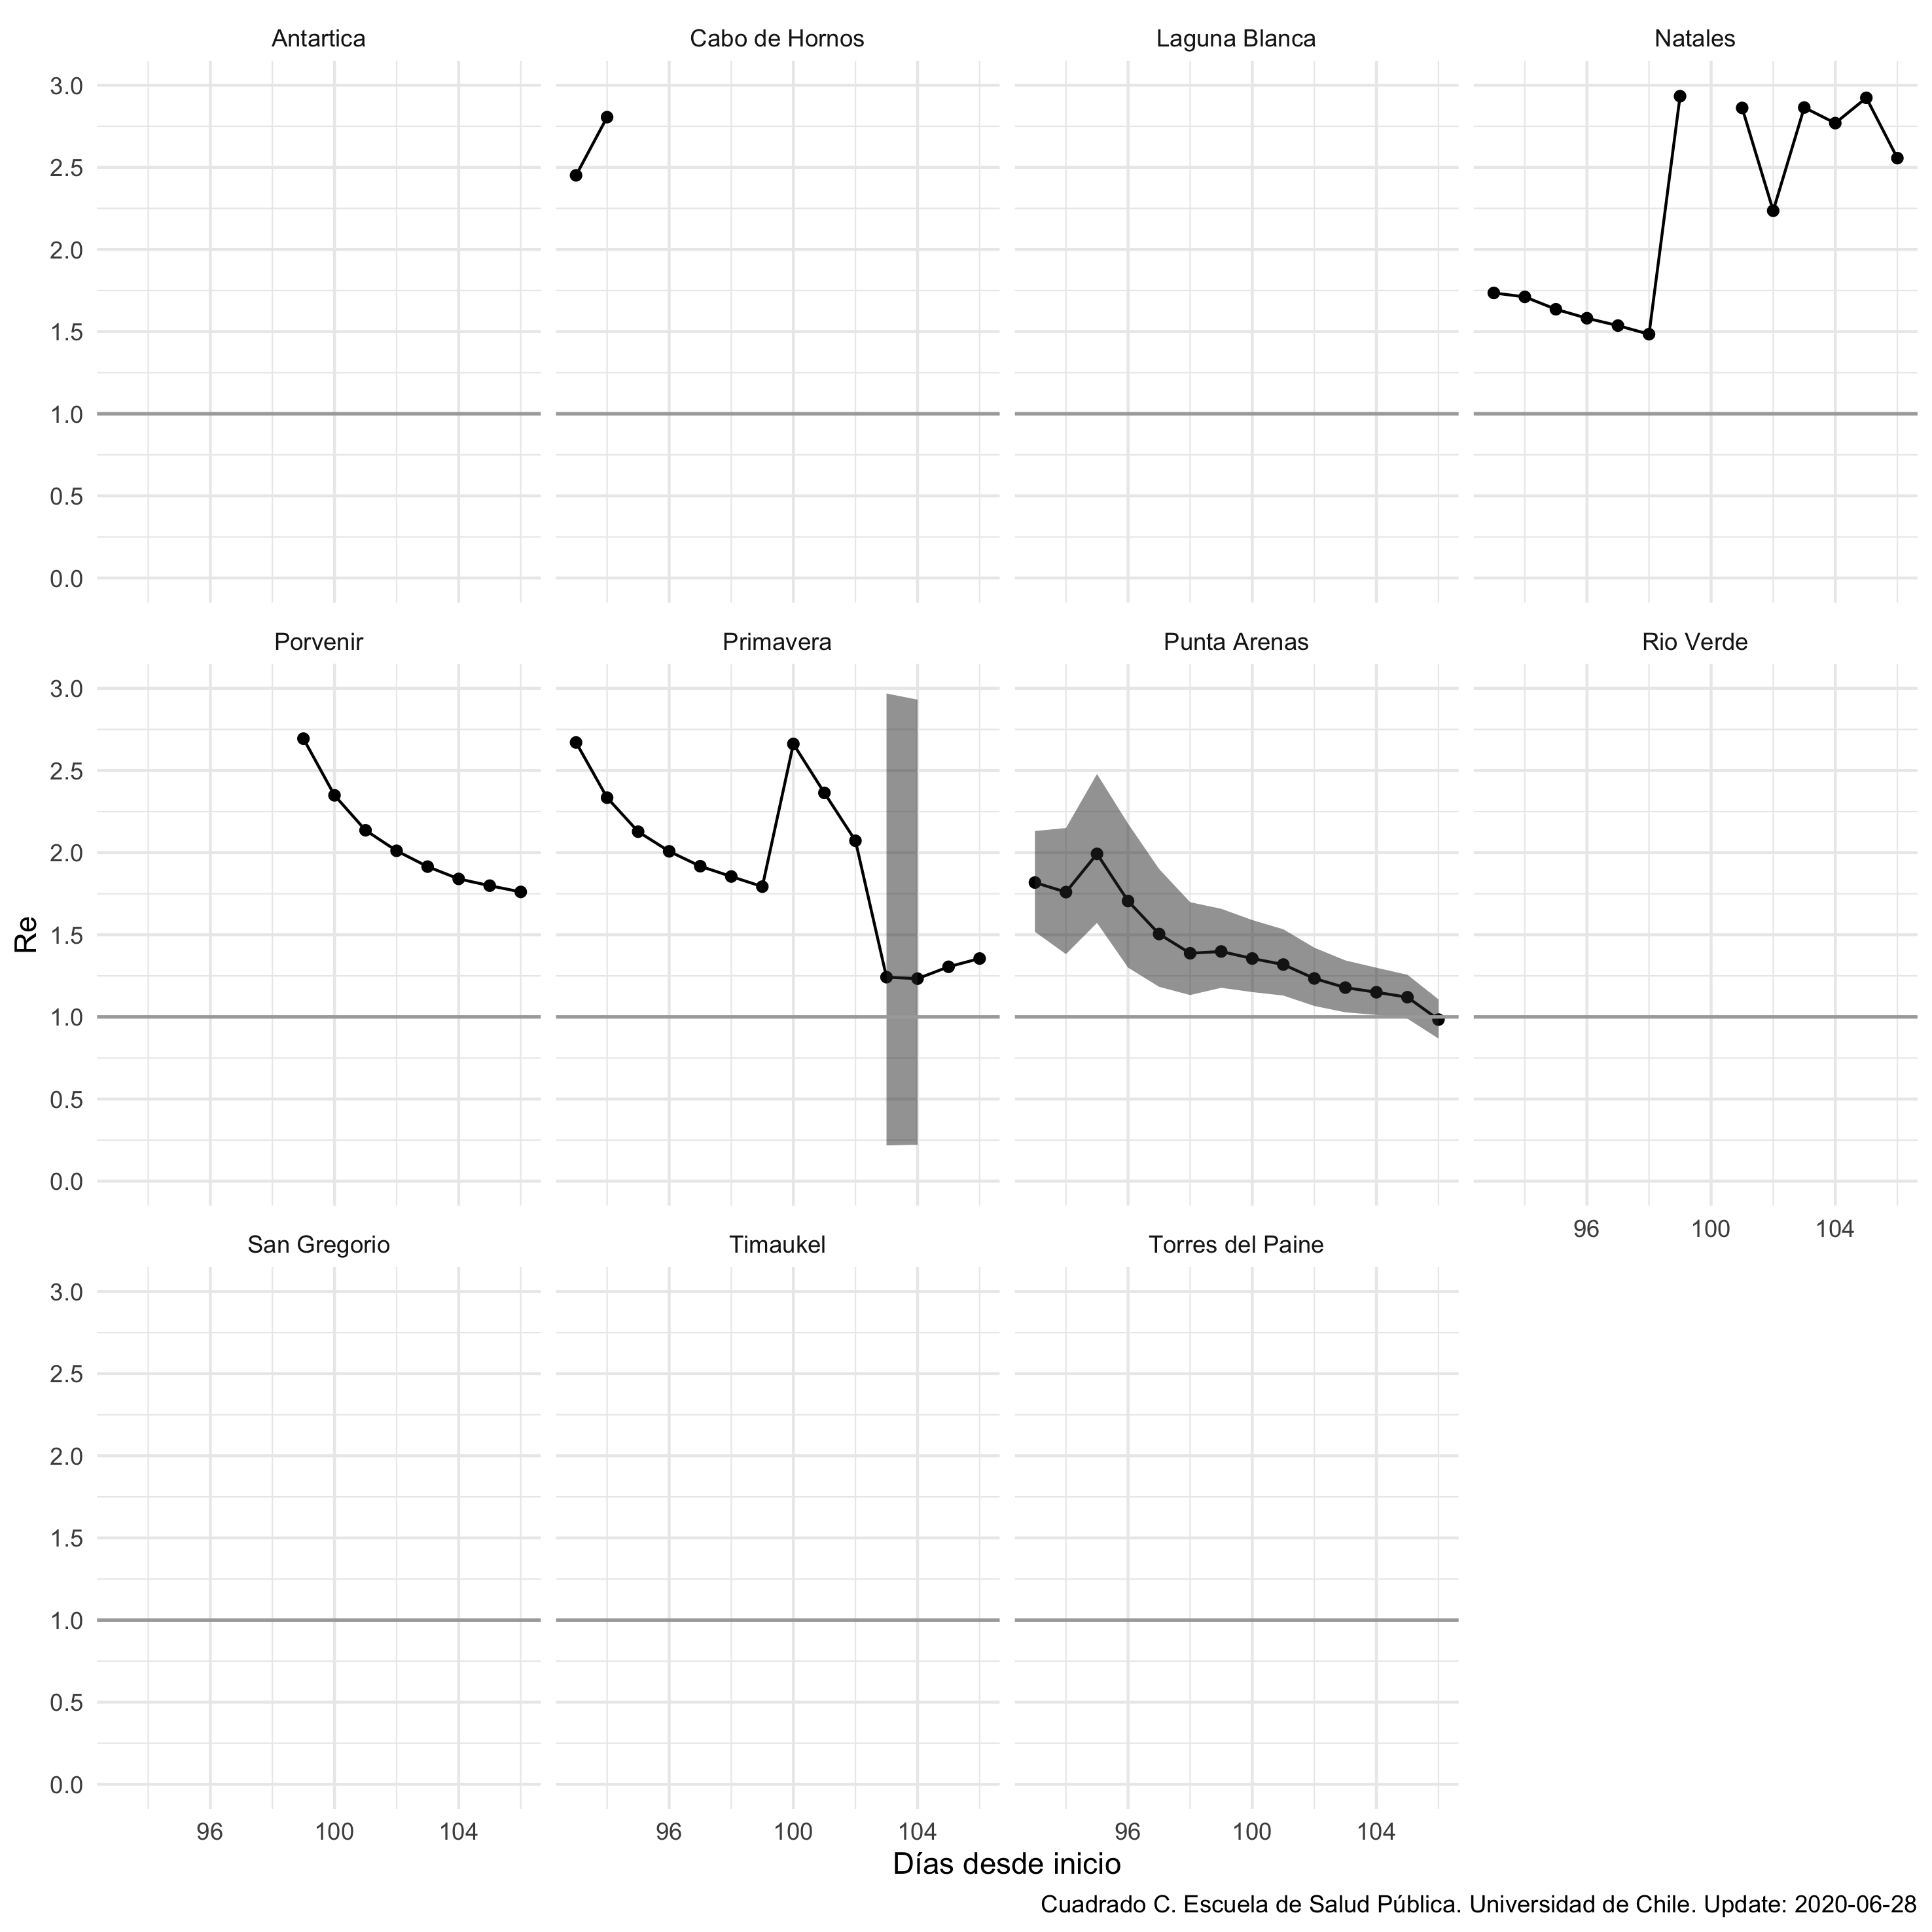 Antartica Cabo de Hornos Laguna Blanca Natales
3.0
2.5
2.0
1.5
1.0
0.5
0.0
Porvenir Primavera Punta Arenas Rio Verde
3.0
2.5
2.0
1.5
1.0
0.5
0.0
Re
96 100 104
San Gregorio Timaukel Torres del Paine
3.0
2.5
2.0
1.5
1.0
0.5
0.0
96 100 104 96 100 104 96 100 104
Días desde inicio
Cuadrado C. Escuela de Salud Pública. Universidad de Chile. Update: 2020-06-28